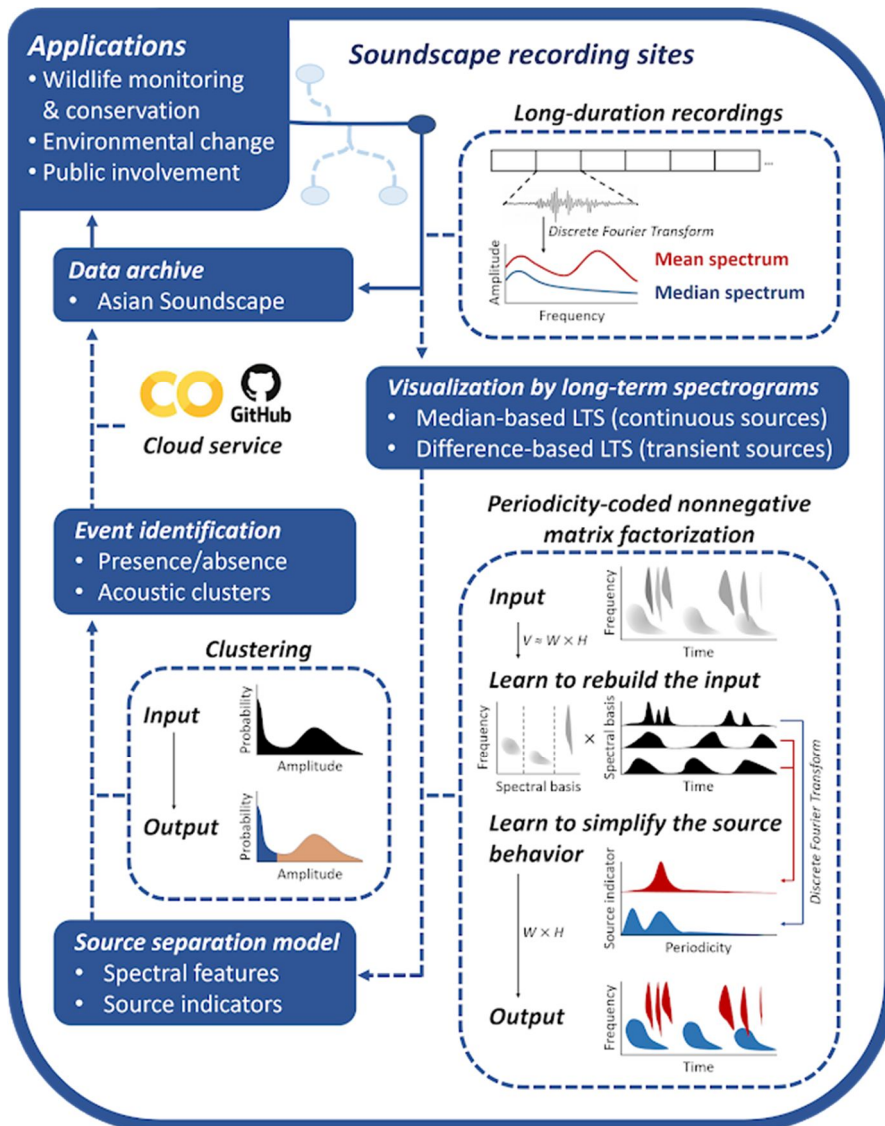 Applications
• Wildlife monitoring
& conservation
• Environmental change
• Public involvement
Soundscape recording sites
Long-duration recordings
...
Discrete Fourier Transform
Amplitude
Mean spectrum
Median spectrum
Frequency
Data archive
• Asian Soundscape
CO
GitHub
Cloud service
Visualization by long-term spectrograms
• Median-based LTS (continuous sources)
• Difference-based LTS (transient sources)
Event identification
• Presence/absence
• Acoustic clusters
Periodicity-coded nonnegative
matrix factorization
Input
Frequency
Time
V ≈ W × H
Learn to rebuild the input
Frequency
Spectral basis
×
Spectral basis
Time
Discrete Fourier Transform
Learn to simplify the source
behavior
Source indicator
Periodicity
W × H
Output
Frequency
Time
Clustering
Input
Probability
Amplitude
Output
Probability
Amplitude
Source separation model
• Spectral features
• Source indicators